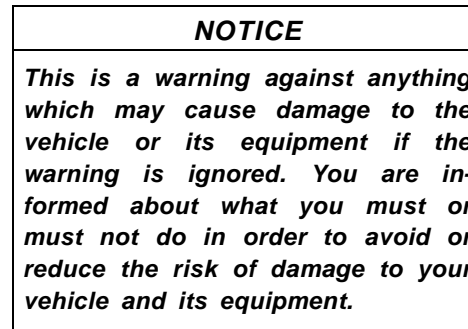 NOTICE
This is a warning against anything
which may cause damage to the
vehicle or its equipment if the
warning is ignored. You are in-
formed about what you must or
must not do in order to avoid or
reduce the risk of damage to your
vehicle and its equipment.